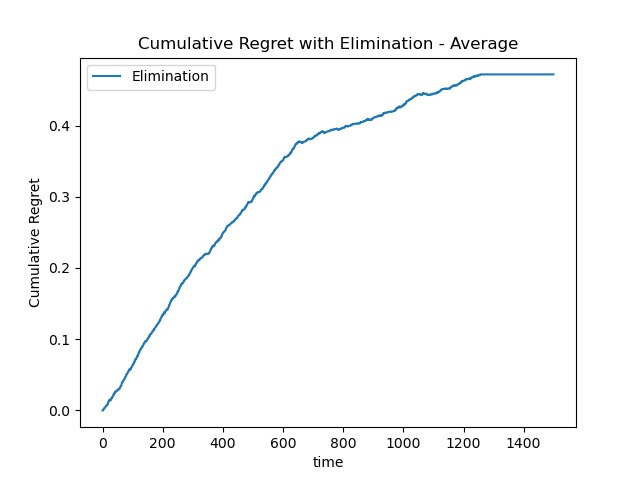 Cumulative Regret with Elimination - Average
Elimination
Cumulative Regret
0.4
0.3
0.2
0.1
0.0
0 200 400 600 800 1000 1200 1400
time